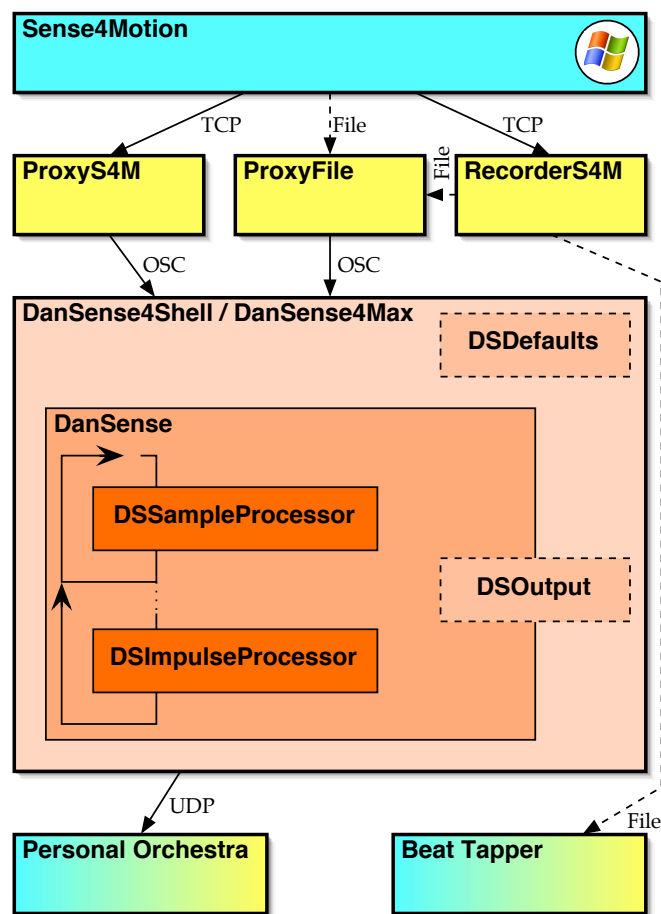 Sense4Motion
TCP
File
TCP
ProxyS4M
ProxyFile
File
RecorderS4M
OSC
OSC
DanSense4Shell / DanSense4Max
DSDefaults
DanSense
DSSampleProcessor
DSOutput
DSImpulseProcessor
UDP
File
Personal Orchestra
Beat Tapper